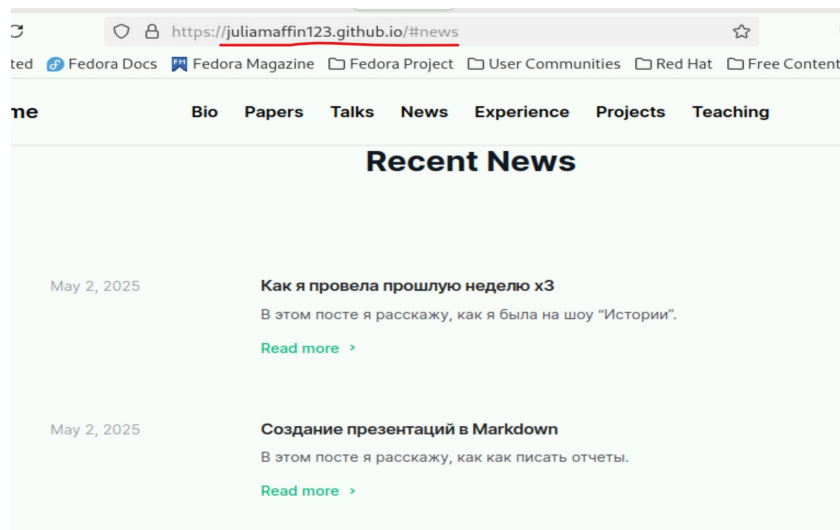 https://juliamaffin123.github.io/#news
ted Fedora Docs Fedora Magazine Fedora Project User Communities Red Hat Free Content
me Bio Papers Talks News Experience Projects Teaching
Recent News
May 2, 2025 Как я провела прошлую неделю x3
В этом посте я расскажу, как я была на шоу “Истории”.
Read more ›
May 2, 2025 Создание презентаций в Markdown
В этом посте я расскажу, как как писать отчеты.
Read more ›